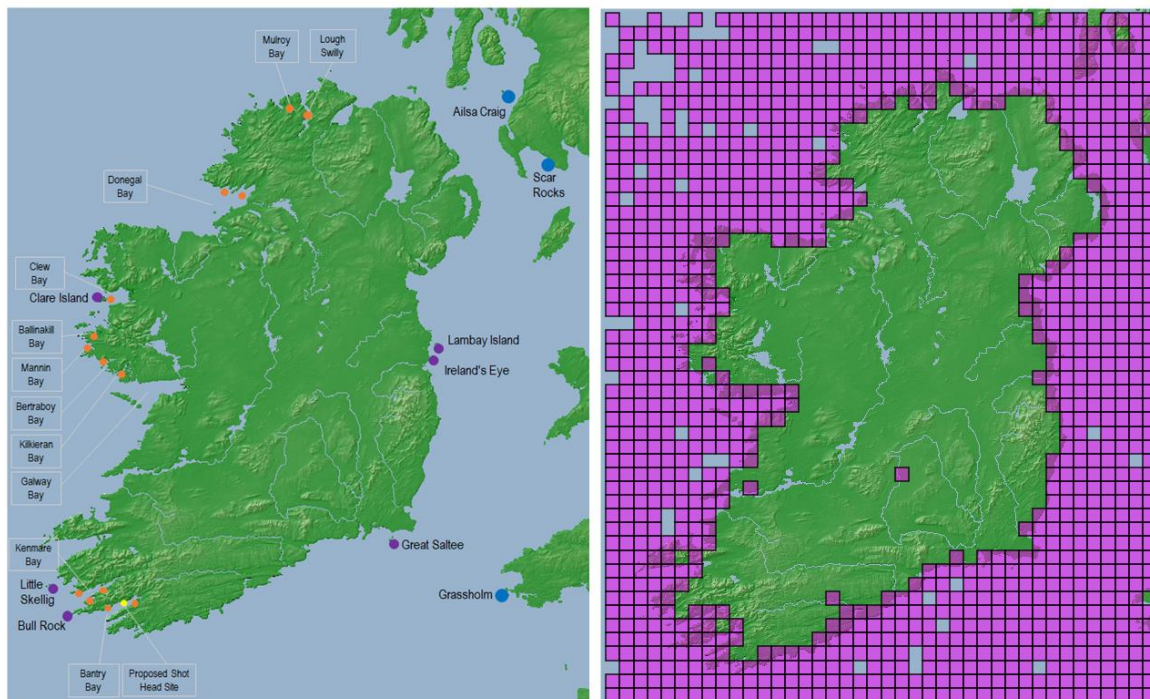 Mulroy
Bay
Lough
Swilly
Ailsa Craig
Scar
Rocks
Donegal
Bay
Clew
Bay
Clare Island
Ballinakill
Bay
Mannin
Bay
Bertraboy
Bay
Kilkieran
Bay
Galway
Bay
Lambay Island
Ireland's Eye
Great Saltee
Kenmare
Bay
Little
Skellig
Bull Rock
Grassholm
Bantry
Bay
Proposed Shot
Head Site